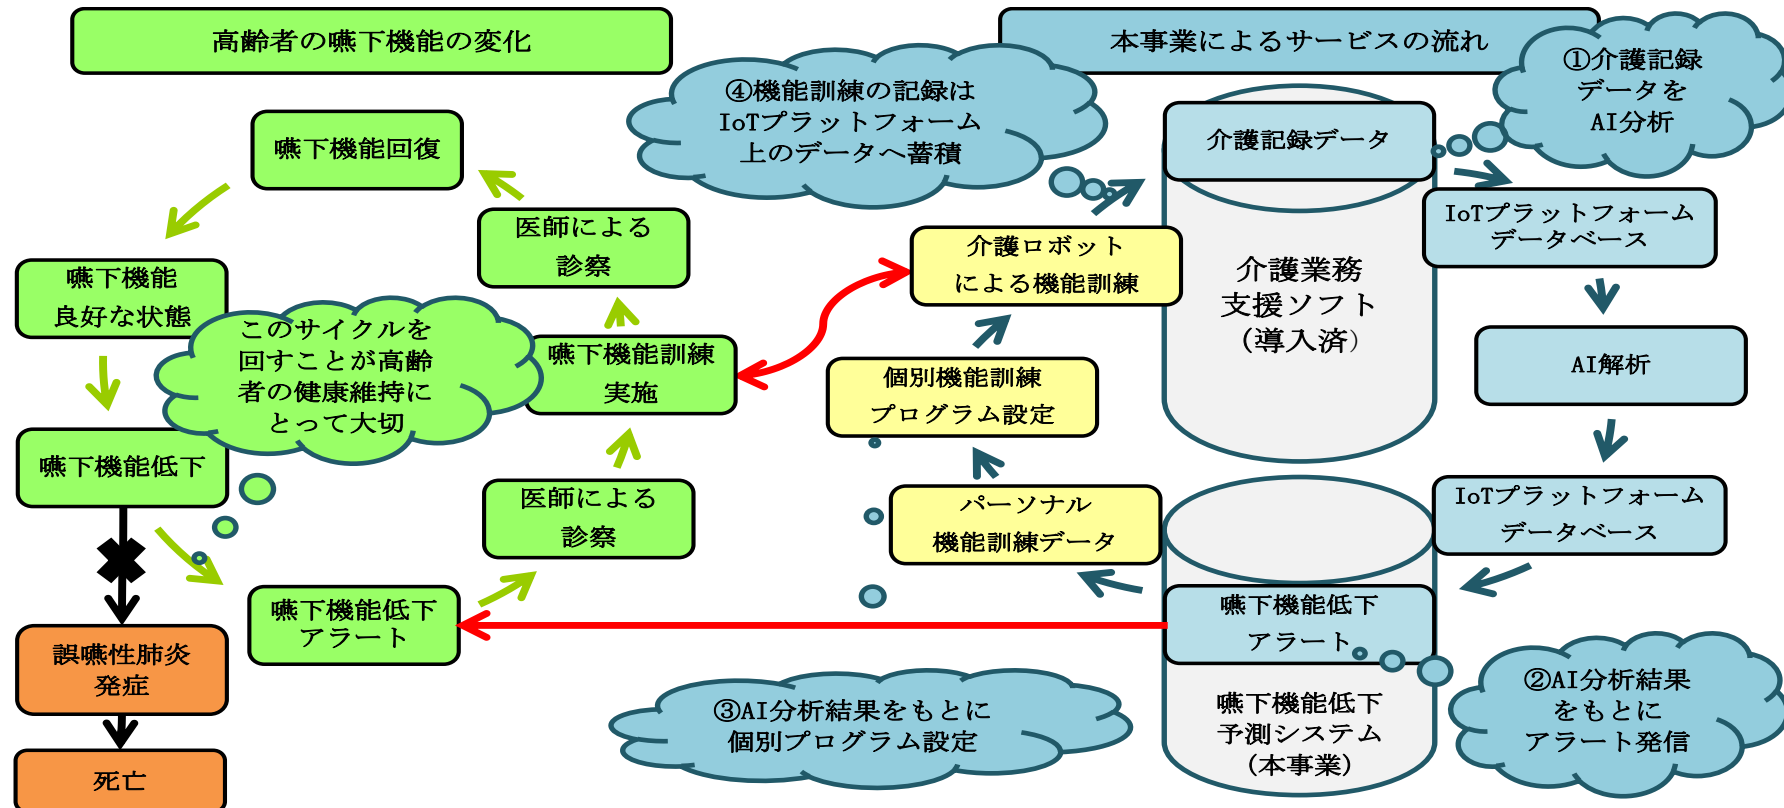 高齢者の嚥下機能の変化
本事業によるサービスの流れ
①介護記録
データを
AI分析
④機能訓練の記録は
IoTプラットフォーム
上のデータへ蓄積
嚥下機能回復
介護記録データ
医師による
診察
介護ロボット
による機能訓練
IoTプラットフォーム
データベース
嚥下機能
良好な状態
このサイクルを
回すことが高齢
者の健康維持に
とって大切
介護業務
支援ソフト
（導入済）
嚥下機能訓練
実施
個別機能訓練
プログラム設定
AI解析
嚥下機能低下
医師による
診察
パーソナル
機能訓練データ
IoTプラットフォーム
データベース
嚥下機能低下
アラート
嚥下機能低下
アラート
誤嚥性肺炎
発症
③AI分析結果をもとに
個別プログラム設定
嚥下機能低下
予測システム
（本事業）
②AI分析結果
をもとに
アラート発信
死亡